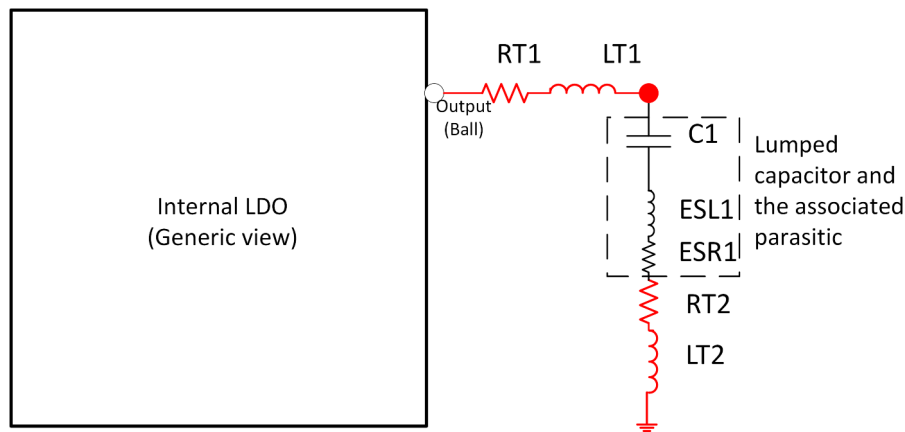 RT1
LT1
Output
(Ball)
C1
Lumped
capacitor and
the associated
parasitic
Internal LDO
(Generic view)
ESL1
ESR1
RT2
LT2